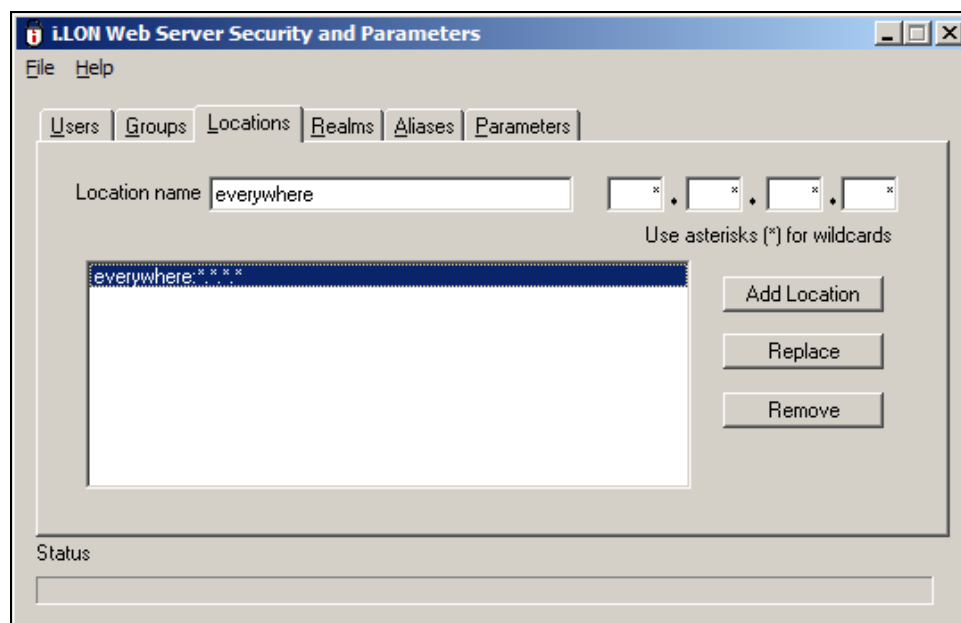 i.LON Web Server Security and Parameters
File Help
Users Groups Locations Realms Aliases Parameters
Location name everywhere * . * . * . *
Use asterisks (*) for wildcards
everywhere:*.*.*.*
Add Location
Replace
Remove
Status